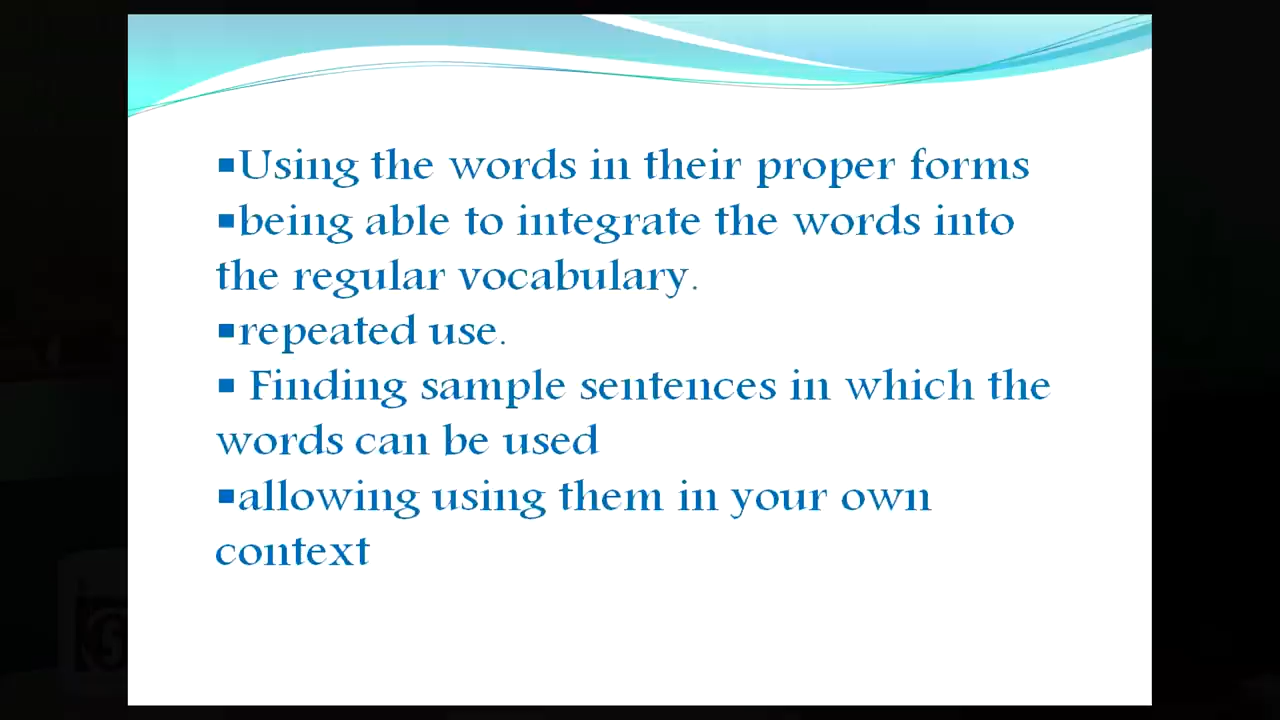 ▪Using the words in their proper forms
▪being able to integrate the words into
the regular vocabulary.
▪repeated use.
▪ Finding sample sentences in which the
words can be used
▪allowing using them in your own
context